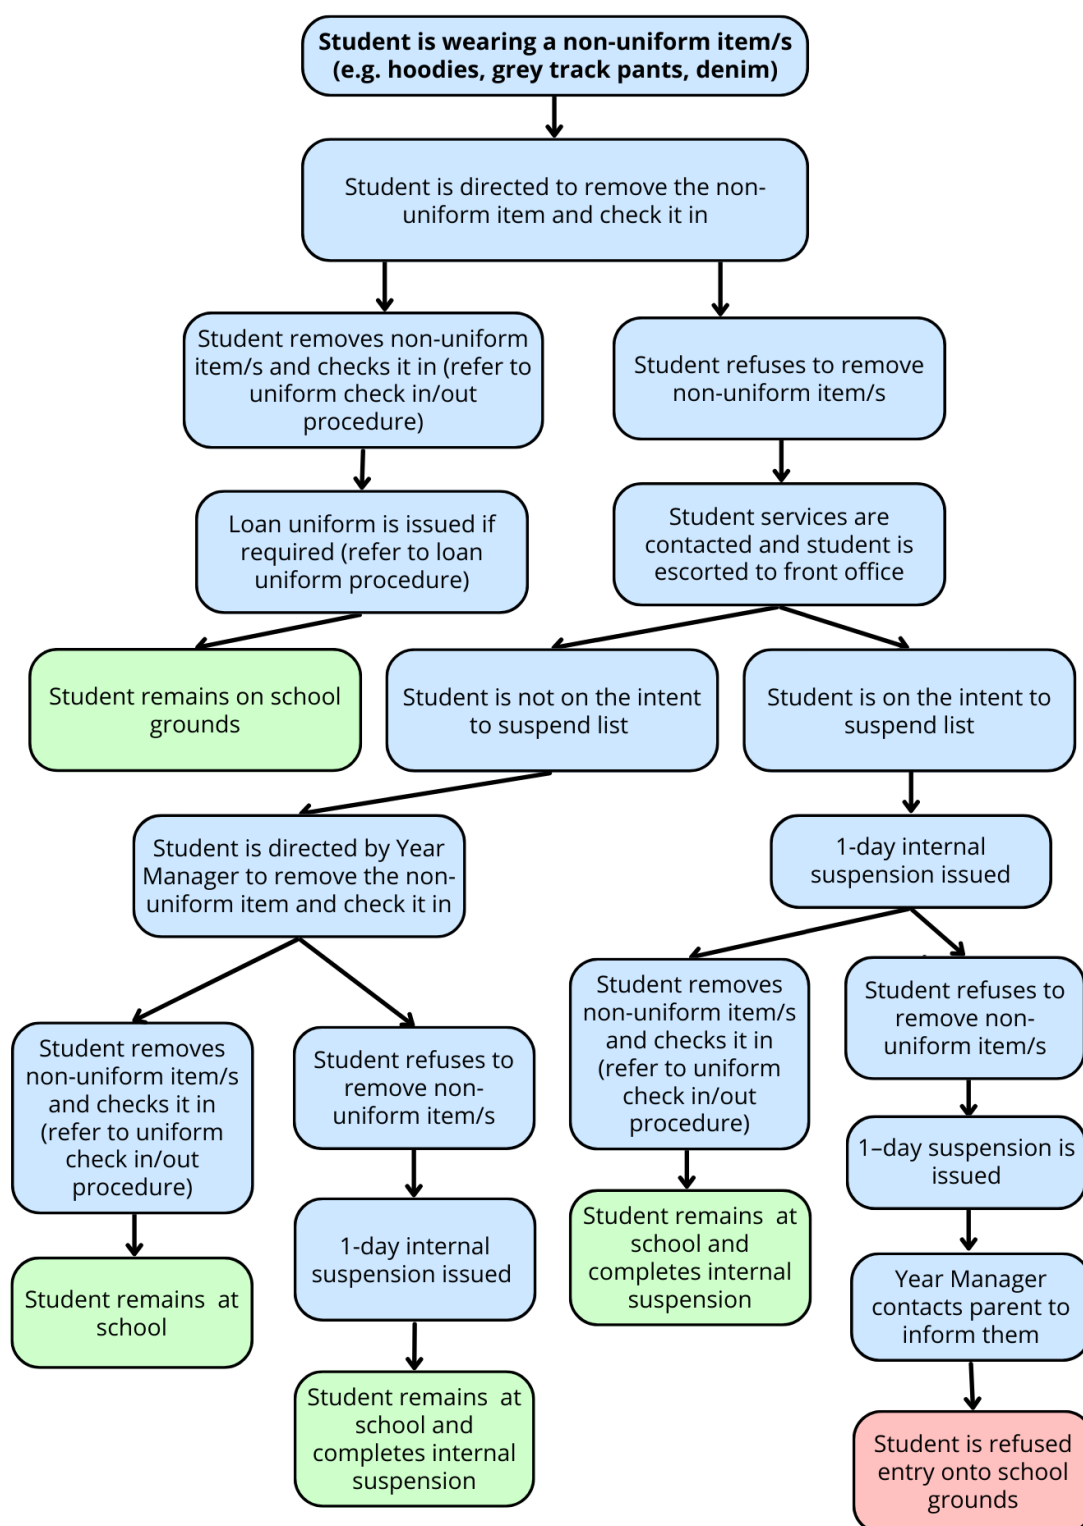 Student is wearing a non-uniform item/s
(e.g. hoodies, grey track pants, denim)
Student is directed to remove the non-
uniform item and check it in
Student removes non-uniform
item/s and checks it in (refer to
uniform check in/out
procedure)
Student refuses to remove
non-uniform item/s
Loan uniform is issued if
required (refer to loan
uniform procedure)
Student services are
contacted and student is
escorted to front office
Student remains on school
grounds
Student is not on the intent
to suspend list
Student is on the intent to
suspend list
Student is directed by Year
Manager to remove the non-
uniform item and check it in
1-day internal
suspension issued
Student removes
non-uniform item/s
and checks it in
(refer to uniform
check in/out
procedure)
Student refuses to
remove non-
uniform item/s
Student removes
non-uniform item/s
and checks it in
(refer to uniform
check in/out
procedure)
Student refuses to
remove non-
uniform item/s
Student remains  at
school
1-day internal
suspension issued
Student remains  at
school and
completes internal
suspension
1–day suspension is
issued
Year Manager
contacts parent to
inform them
Student remains  at
school and
completes internal
suspension
Student is refused
entry onto school
grounds